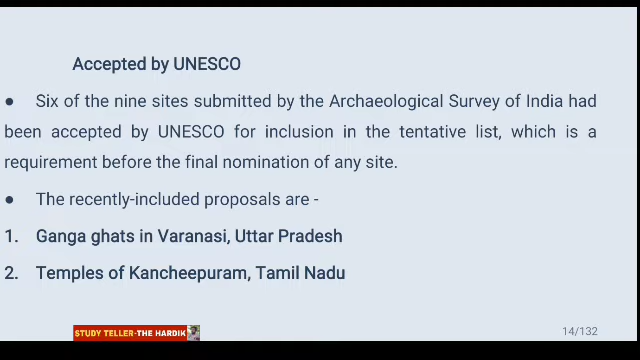 Accepted by UNESCO
● Six of the nine sites submitted by the Archaeological Survey of India had
been accepted by UNESCO for inclusion in the tentative list, which is a
requirement before the final nomination of any site.
● The recently-included proposals are -
1. Ganga ghats in Varanasi, Uttar Pradesh
2. Temples of Kancheepuram, Tamil Nadu
STUDY TELLER-THE HARDIK
14/132